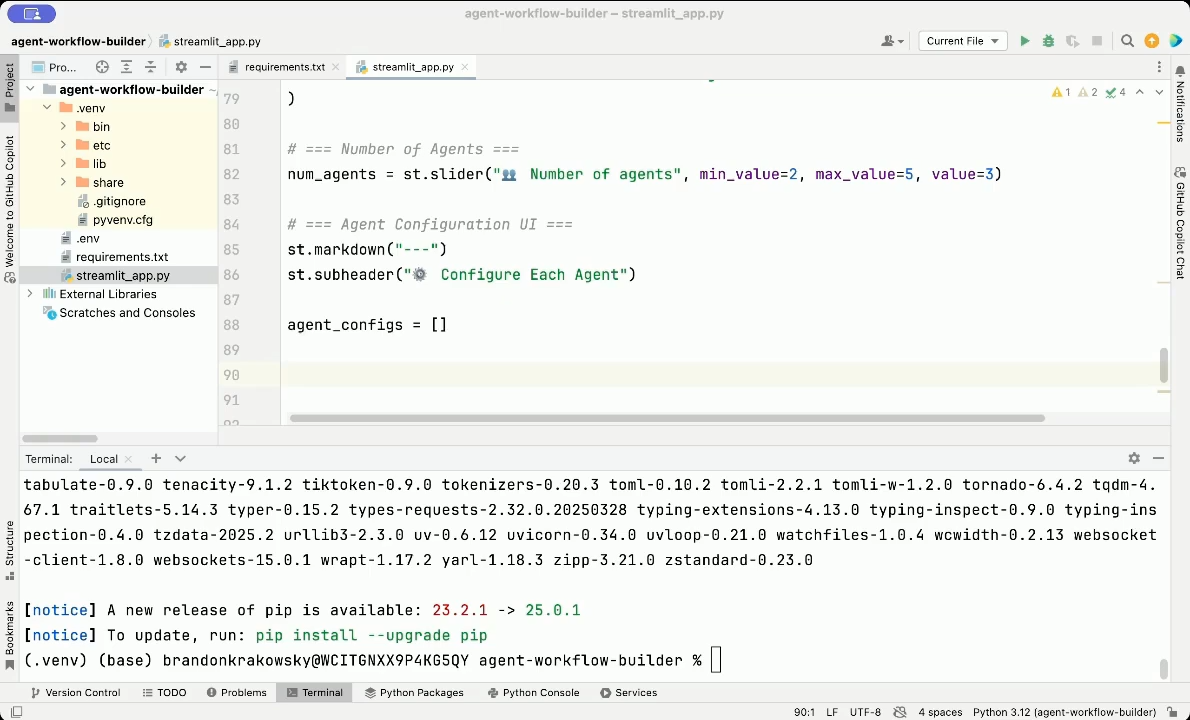 agent-workflow-builder – streamlit_app.py
agent-workflow-builder
streamlit_app.py
Current File
Project
Pro...
requirements.txt
streamlit_app.py
Notifications
agent-workflow-builder
.venv
bin
etc
lib
share
.gitignore
pyvenv.cfg
.env
requirements.txt
streamlit_app.py
External Libraries
Scratches and Consoles
Welcome to GitHub Copilot
GitHub Copilot Chat
1 2 4
79 )
80
81 # === Number of Agents ===
82 num_agents = st.slider("👥 Number of agents", min_value=2, max_value=5, value=3)
83
84 # === Agent Configuration UI ===
85 st.markdown("---")
86 st.subheader("⚙️ Configure Each Agent")
87
88 agent_configs = []
89
90
91
Terminal: Local
tabulate-0.9.0 tenacity-9.1.2 tiktoken-0.9.0 tokenizers-0.20.3 toml-0.10.2 tomli-2.2.1 tomli-w-1.2.0 tornado-6.4.2 tqdm-4.
67.1 traitlets-5.14.3 typer-0.15.2 types-requests-2.32.0.20250328 typing-extensions-4.13.0 typing-inspect-0.9.0 typing-ins
pection-0.4.0 tzdata-2025.2 urllib3-2.3.0 uv-0.6.12 uvicorn-0.34.0 uvloop-0.21.0 watchfiles-1.0.4 wcwidth-0.2.13 websocket
-client-1.8.0 websockets-15.0.1 wrapt-1.17.2 yarl-1.18.3 zipp-3.21.0 zstandard-0.23.0
[notice] A new release of pip is available: 23.2.1 -> 25.0.1
[notice] To update, run: pip install --upgrade pip
(.venv) (base) brandonkrakowsky@WCITGNXX9P4KG5QY agent-workflow-builder %
Structure
Bookmarks
Version Control
TODO
Problems
Terminal
Python Packages
Python Console
Services
90:1 LF UTF-8 4 spaces Python 3.12 (agent-workflow-builder)